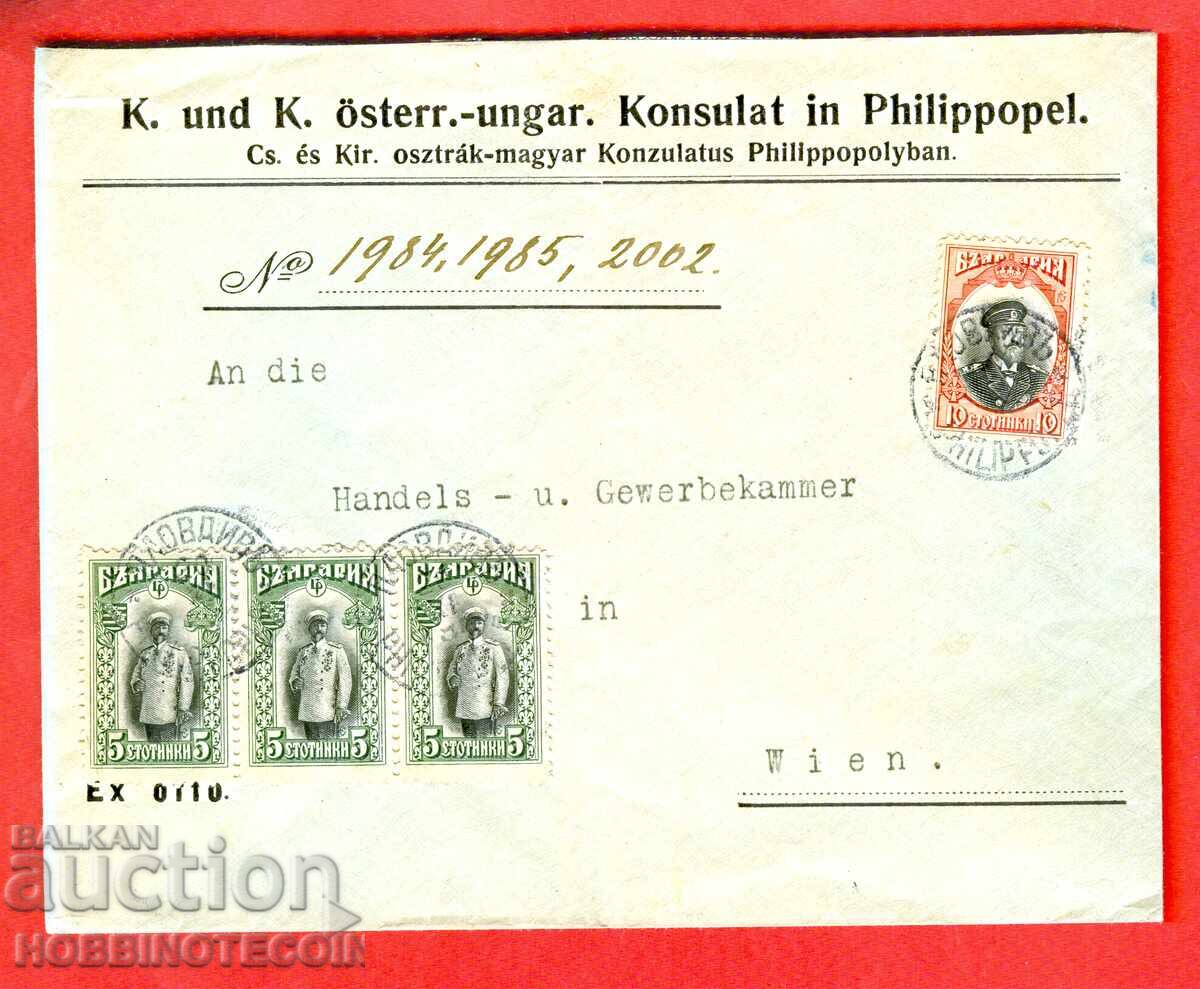 K. und K. österr.-ungar. Konsulat in Philippopel.
Cs. és Kir. osztrák-magyar Konzulatus Philippopolyban.
No 1984, 1985, 2002.
БЪЛГАРИЯ
10 СТОТИНКИ 10
An die
Handels - u. Gewerbekammer
ПЛОВДИВЪ
БЪЛГАРИЯ БЪЛГАРИЯ БЪЛГАРИЯ
in
5 СТОТИНКИ 5 5 СТОТИНКИ 5 5 СТОТИНКИ 5
Wien.
EX 0110.
BALKAN
auction
HOBBINOTECOIN